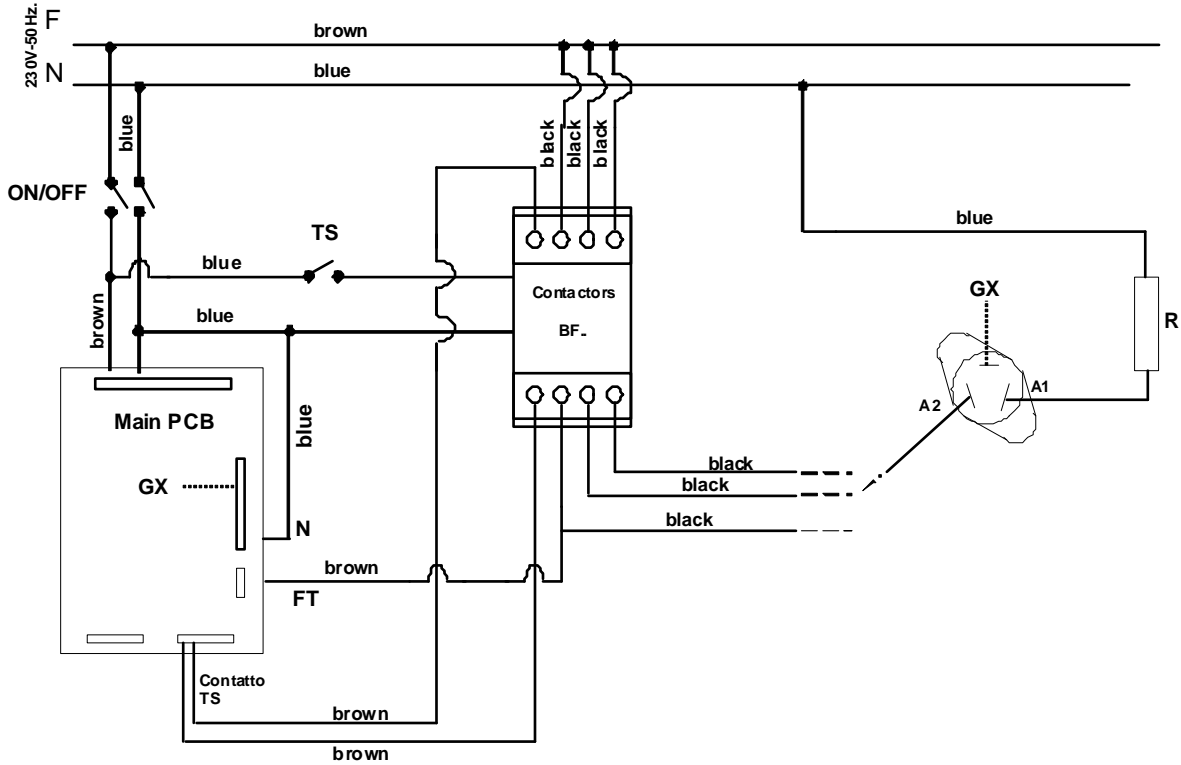 230V-50 Hz.
F
brown
N
blue
blue
black
black
black
ON/OFF
blue
TS
blue
brown
Contactors
BF..
GX
R
blue
Main PCB
blue
A1
A2
black
GX
black
N
black
brown
FT
Contatto
TS
brown
brown